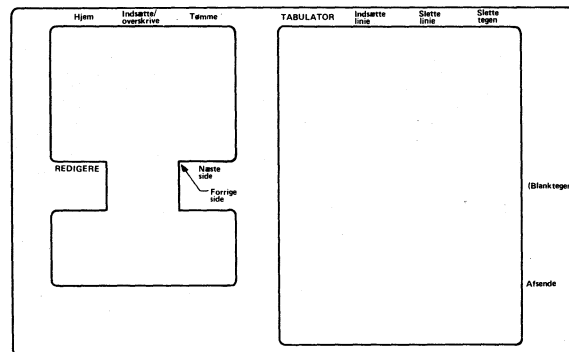 Hjem
Indsætte/
overskrive
Tømme
TABULATOR
Indsætte
linie
Slette
linie
Slette
tegen
REDIGERE
Næste
side
Forrige
side
(Blanktegen
Afsende